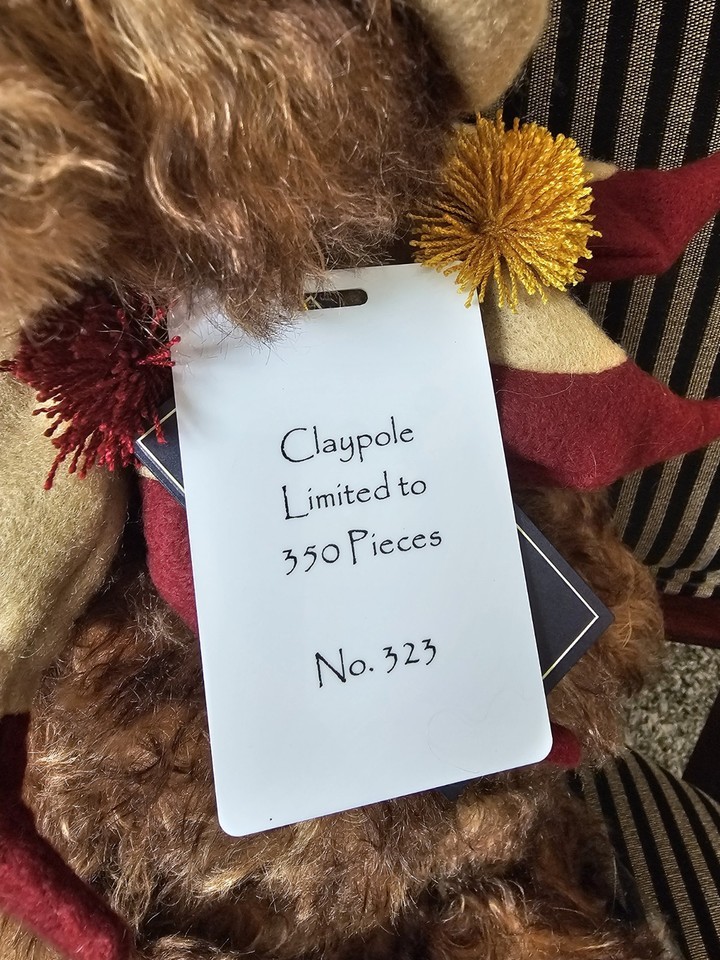 Claypole
Limited to
350 Pieces
No. 323